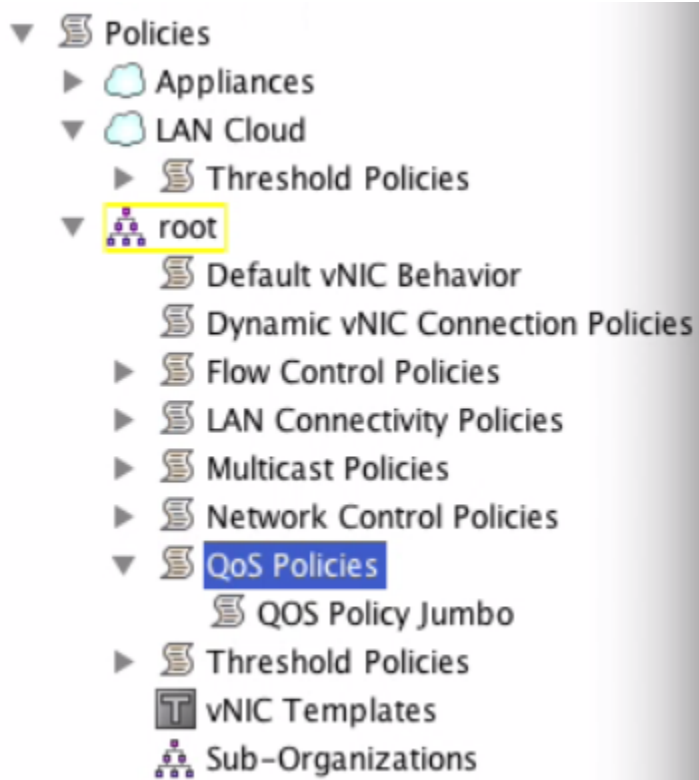 Policies
Appliances
LAN Cloud
Threshold Policies
root
Default vNIC Behavior
Dynamic vNIC Connection Policies
Flow Control Policies
LAN Connectivity Policies
Multicast Policies
Network Control Policies
QoS Policies
QOS Policy Jumbo
Threshold Policies
T vNIC Templates
Sub-Organizations